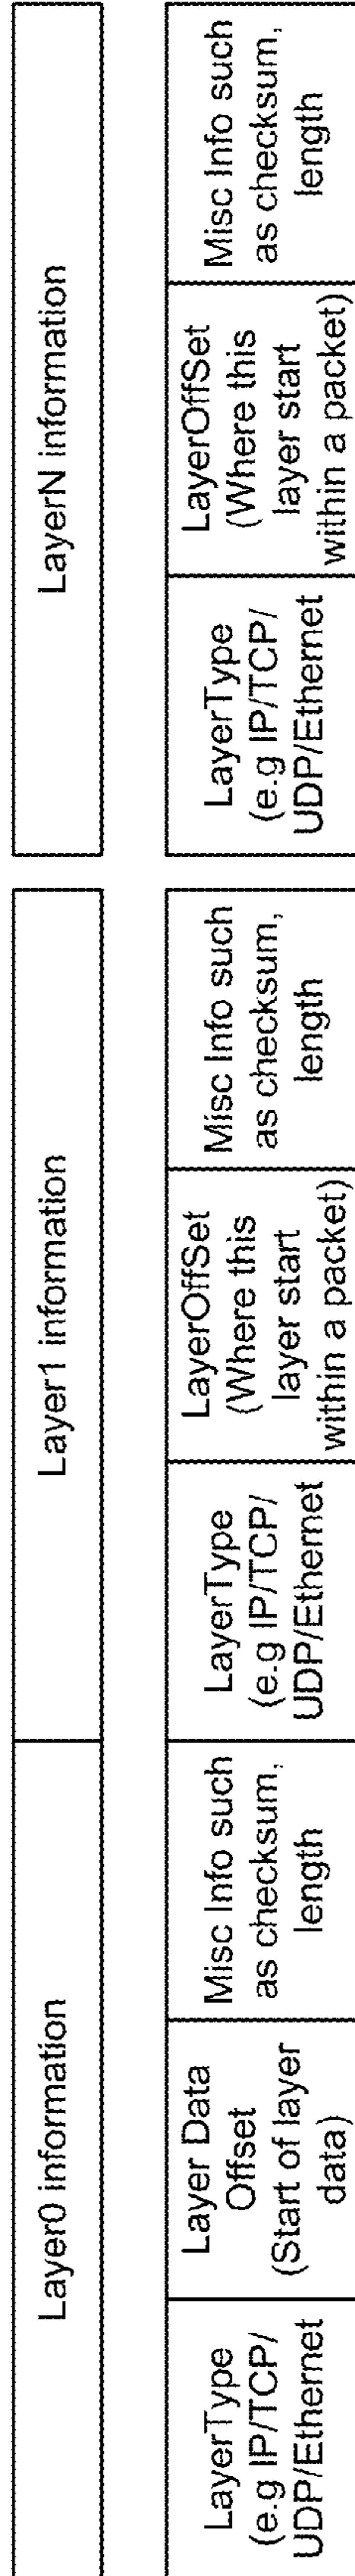 Layer0 information
Layer1 information
LayerN information
LayerType
(e.g IP/TCP/
UDP/Ethernet
Layer Data
Offset
(Start of layer
data)
Misc Info such
as checksum,
length
LayerType
(e.g IP/TCP/
UDP/Ethernet
LayerOffSet
(Where this
layer start
within a packet)
Misc Info such
as checksum,
length
LayerType
(e.g IP/TCP/
UDP/Ethernet
LayerOffSet
(Where this
layer start
within a packet)
Misc Info such
as checksum,
length